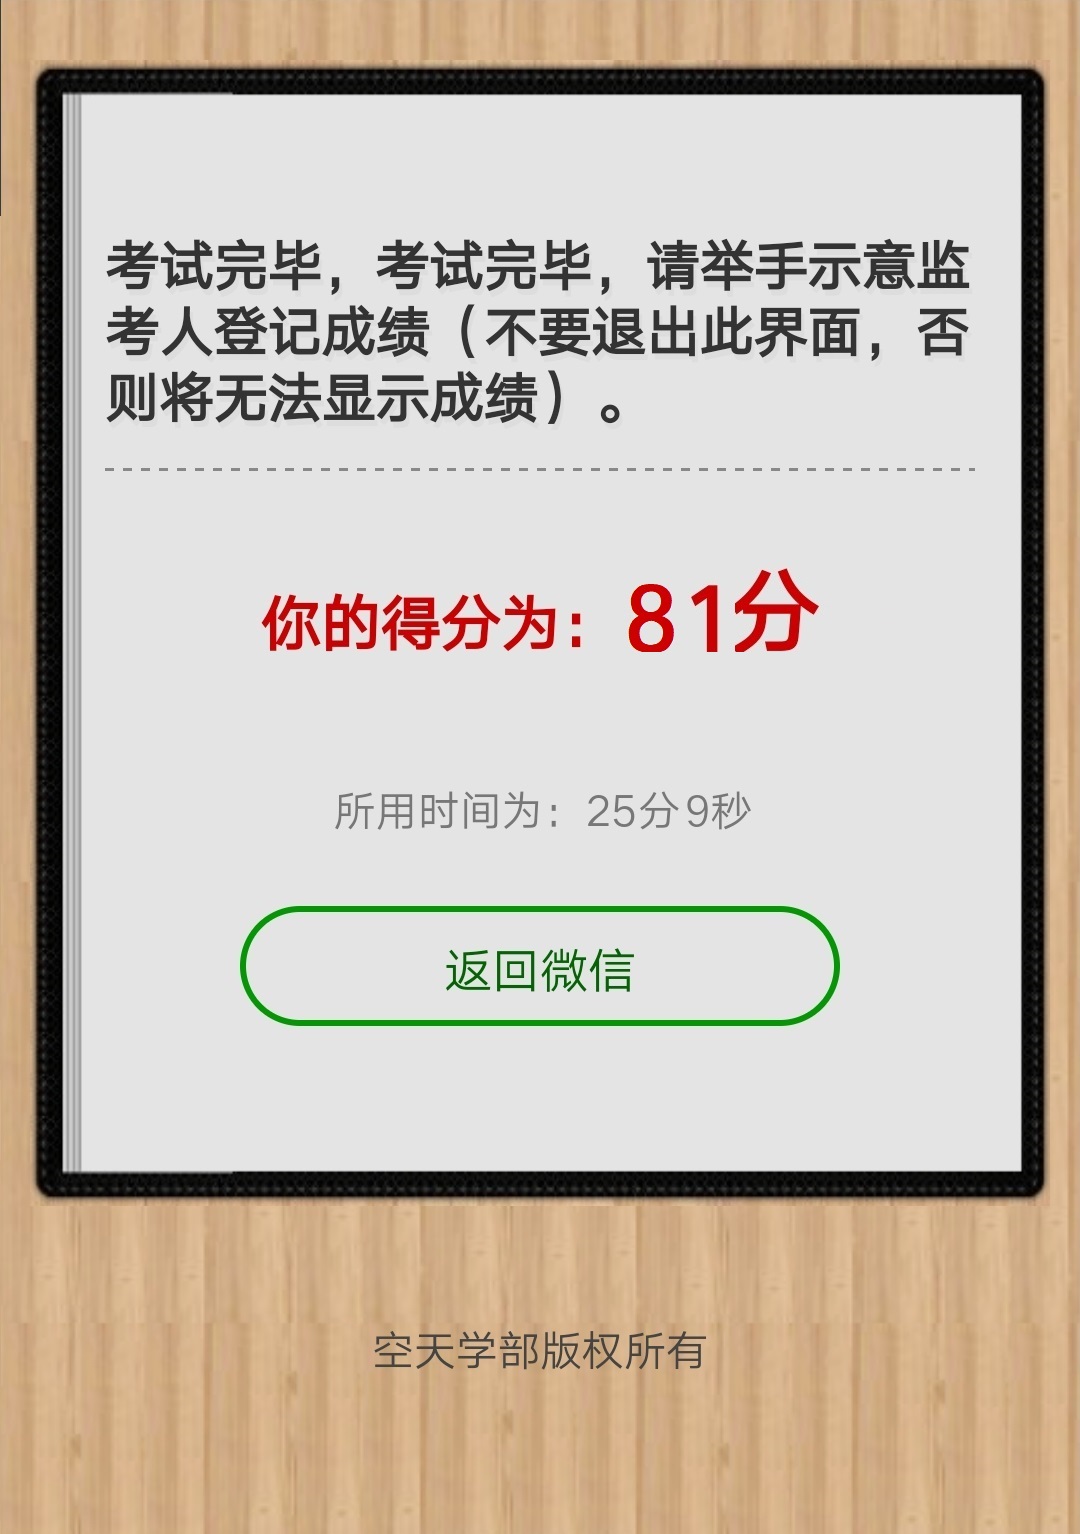 考试完毕，考试完毕，请举手示意监
考人登记成绩（不要退出此界面，否
则将无法显示成绩）。
你的得分为：81分
所用时间为：25分9秒
返回微信
空天学部版权所有